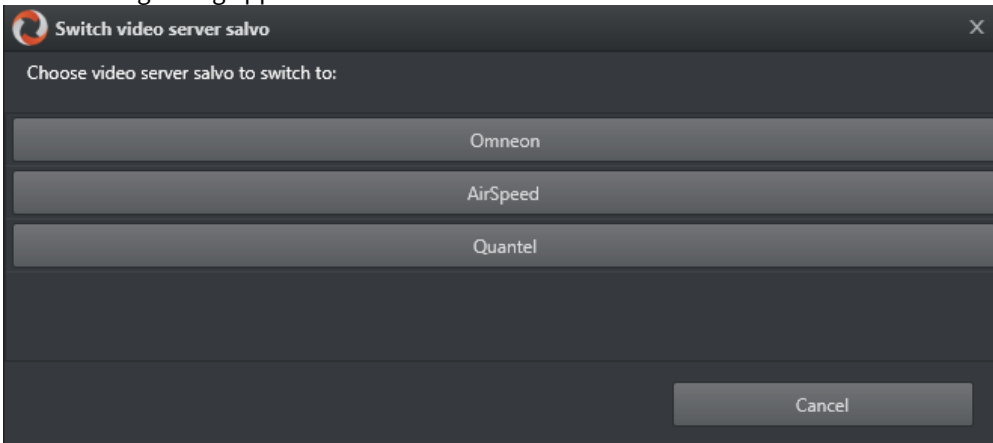 Switch video server salvo
X
Choose video server salvo to switch to:
Omneon
AirSpeed
Quantel
Cancel